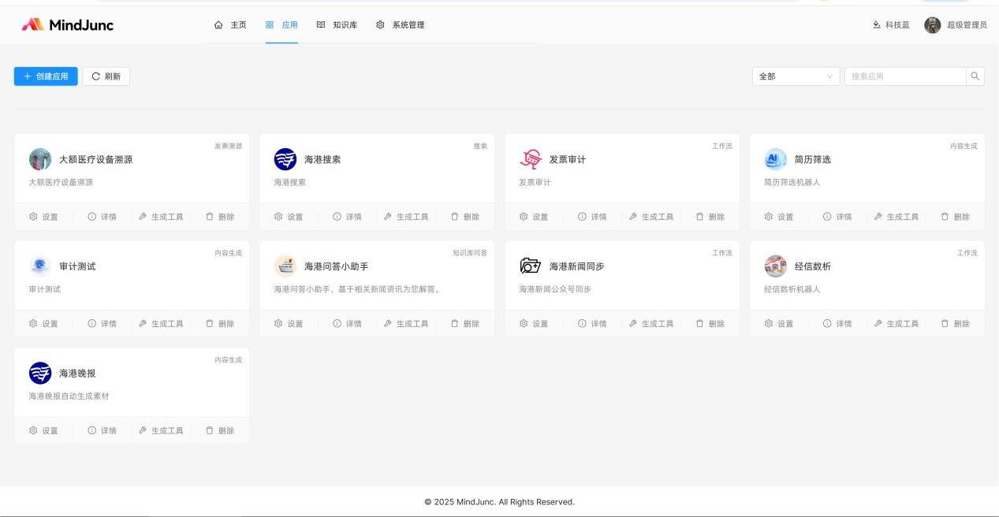 MindJunc 主页 应用 知识库 系统管理 科技蓝 超级管理员
创建应用 刷新 全部 搜索应用
发票溯源 搜索 工作流 内容生成
大额医疗设备溯源 海港搜索 发票审计 简历筛选
大额医疗设备溯源 海港搜索 发票审计 简历筛选机器人
设置 详情 生成工具 删除 设置 详情 生成工具 删除 设置 详情 生成工具 删除 设置 详情 生成工具 删除
内容生成 知识库问答 工作流 工作流
审计测试 海港问答小助手 海港新闻同步 经信数析
审计测试 海港问答小助手，基于相关新闻资讯为您解答。 海港新闻公众号同步 经信数析机器人
设置 详情 生成工具 删除 设置 详情 生成工具 删除 设置 详情 生成工具 删除 设置 详情 生成工具 删除
内容生成
海港晚报
海港晚报自动生成素材
设置 详情 生成工具 删除
© 2025 MindJunc. All Rights Reserved.